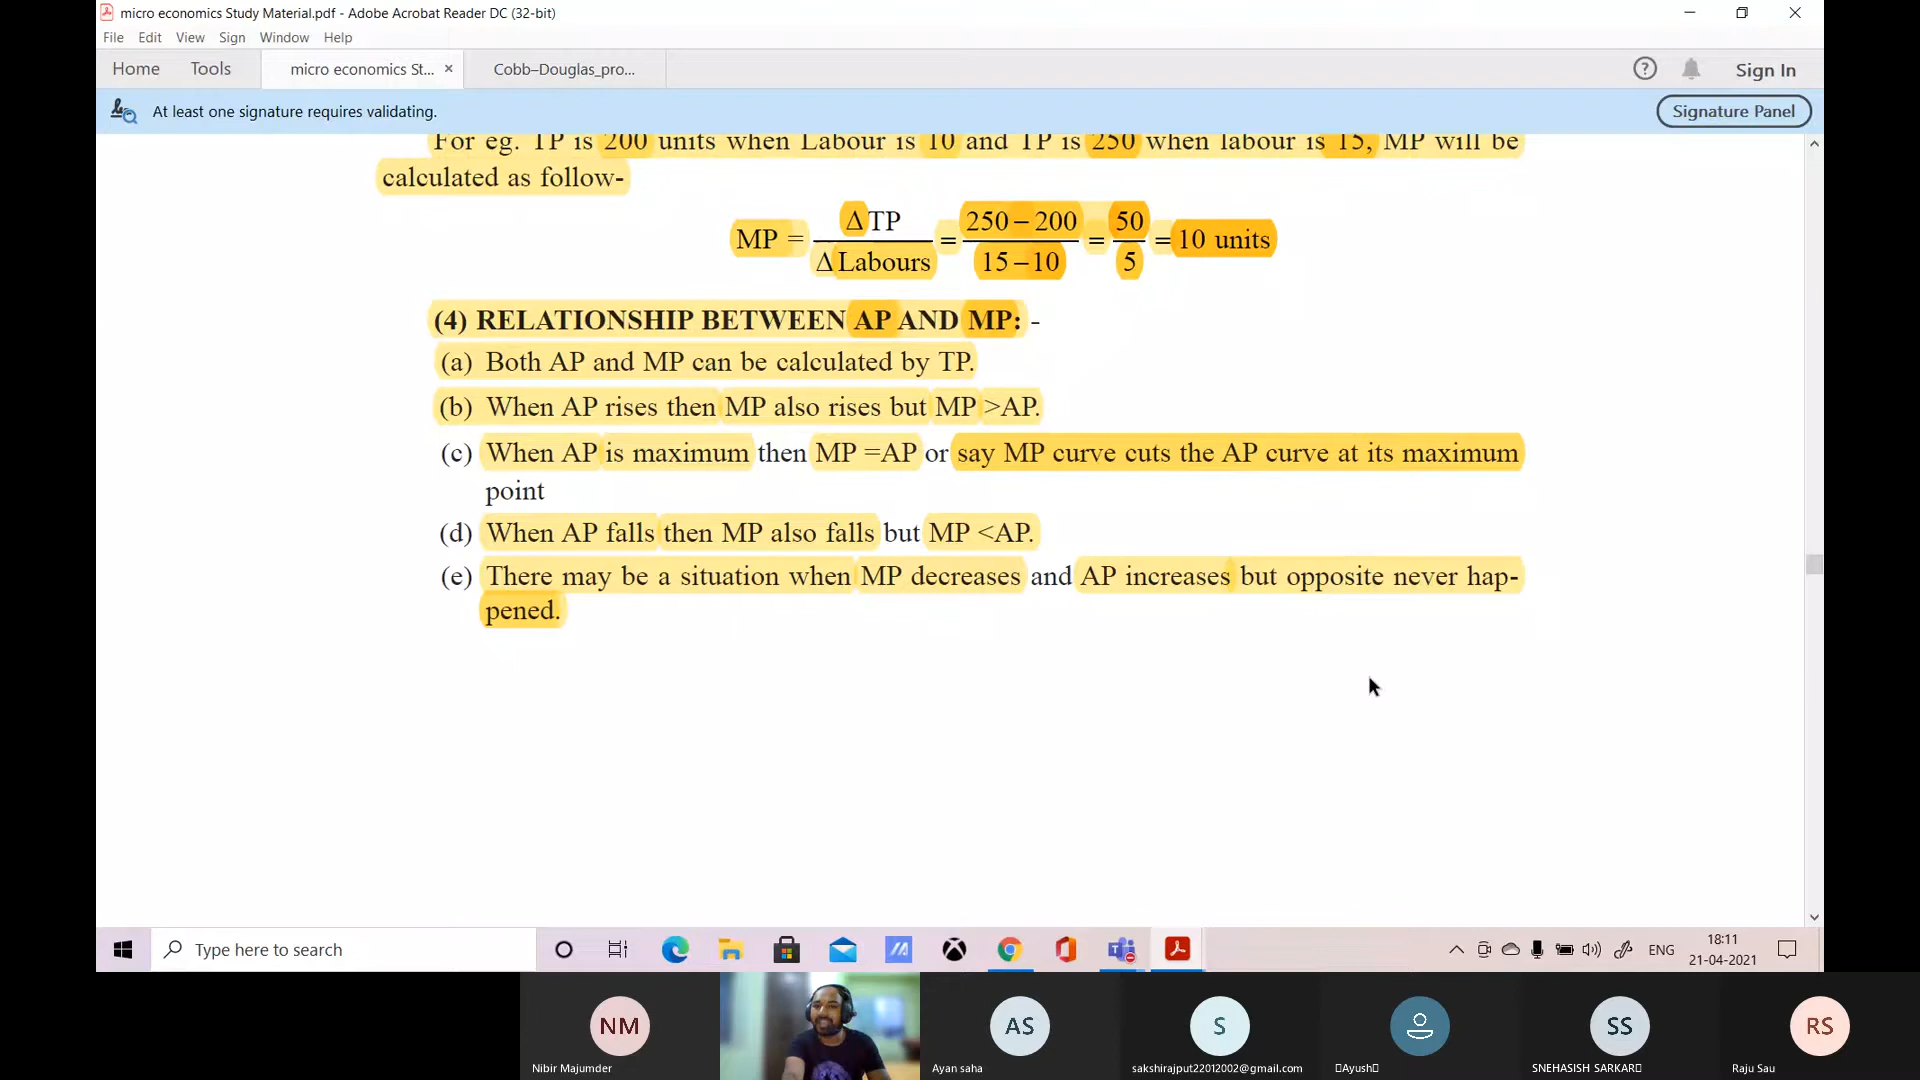 micro economics Study Material.pdf - Adobe Acrobat Reader DC (32-bit)
File Edit View Sign Window Help
Home Tools micro economics St... × Cobb–Douglas_pro... Sign In
At least one signature requires validating. Signature Panel
For eg. TP is 200 units when Labour is 10 and TP is 250 when labour is 15, MP will be
calculated as follow-
MP = ΔTP / ΔLabours = 250 – 200 / 15 – 10 = 50 / 5 = 10 units
(4) RELATIONSHIP BETWEEN AP AND MP: -
(a) Both AP and MP can be calculated by TP.
(b) When AP rises then MP also rises but MP >AP.
(c) When AP is maximum then MP =AP or say MP curve cuts the AP curve at its maximum
point
(d) When AP falls then MP also falls but MP <AP.
(e) There may be a situation when MP decreases and AP increases but opposite never hap-
pened.
Type here to search ENG 18:11
21-04-2021
NM AS S SS RS
Nibir Majumder Ayan saha sakshirajput22012002@gmail.com Ayush SNEHASISH SARKAR Raju Sau